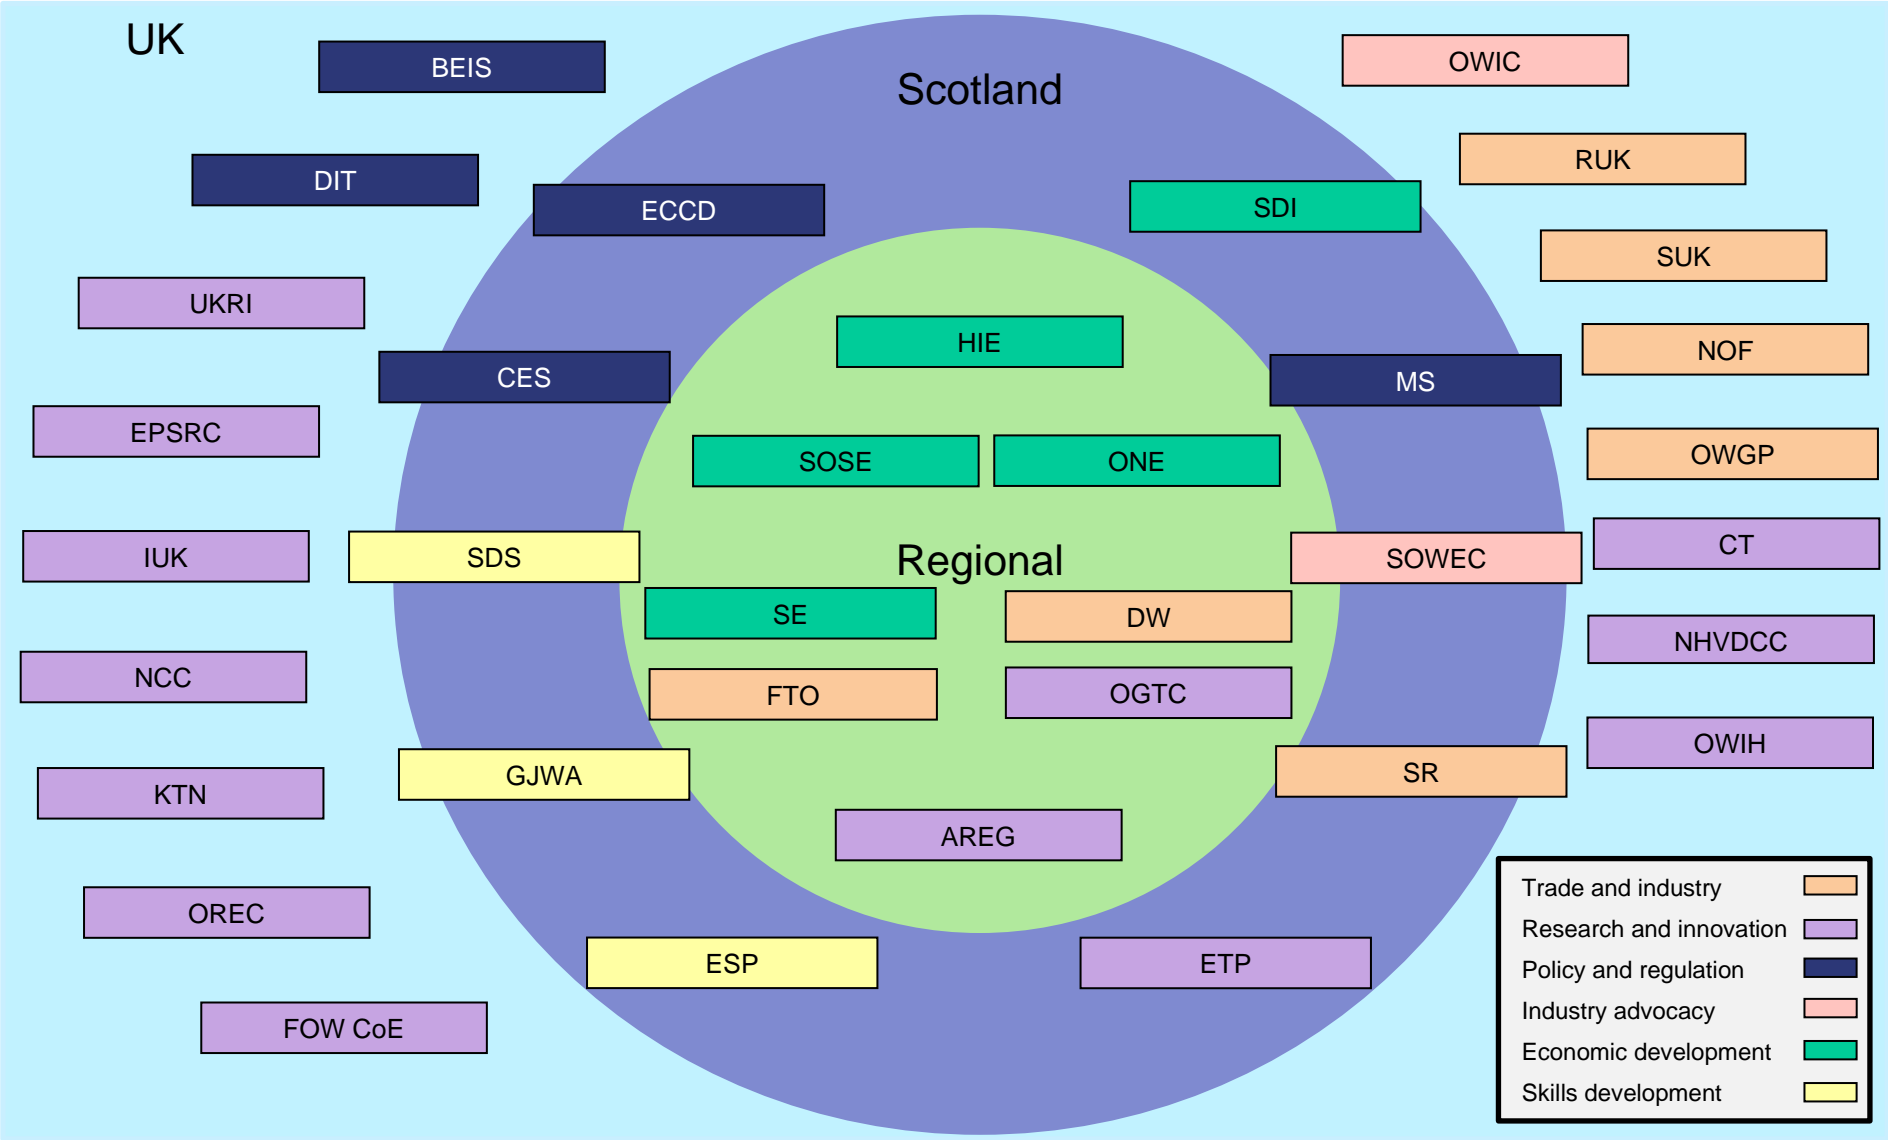 UK
BEIS
OWIC
Scotland
RUK
DIT
ECCD
SDI
SUK
UKRI
HIE
NOF
CES
MS
EPSRC
SOSE
ONE
OWGP
IUK
SDS
Regional
SOWEC
CT
SE
DW
NHVDCC
NCC
FTO
OGTC
OWIH
GJWA
SR
KTN
AREG
OREC
ESP
ETP
FOW CoE
Trade and industry
Research and innovation
Policy and regulation
Industry advocacy
Economic development
Skills development